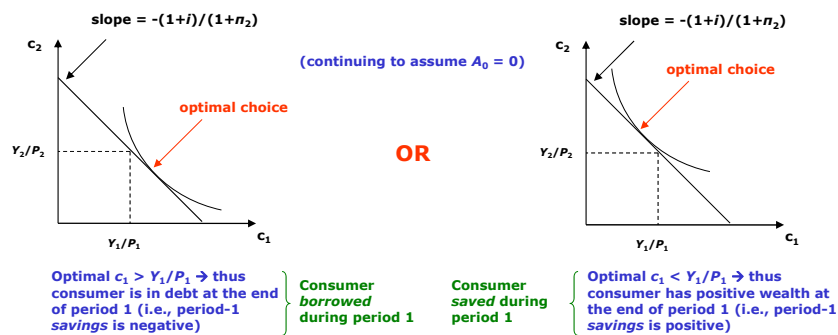 slope = -(1+i)/(1+π₂)
c₂
optimal choice
Y₂/P₂
Y₁/P₁
c₁
(continuing to assume A₀ = 0)
OR
slope = -(1+i)/(1+π₂)
c₂
optimal choice
Y₂/P₂
Y₁/P₁
c₁
Optimal c₁ > Y₁/P₁ → thus
consumer is in debt at the end
of period 1 (i.e., period-1
savings is negative)
Consumer
borrowed
during period 1
Consumer
saved during
period 1
Optimal c₁ < Y₁/P₁ → thus
consumer has positive wealth at
the end of period 1 (i.e., period-1
savings is positive)